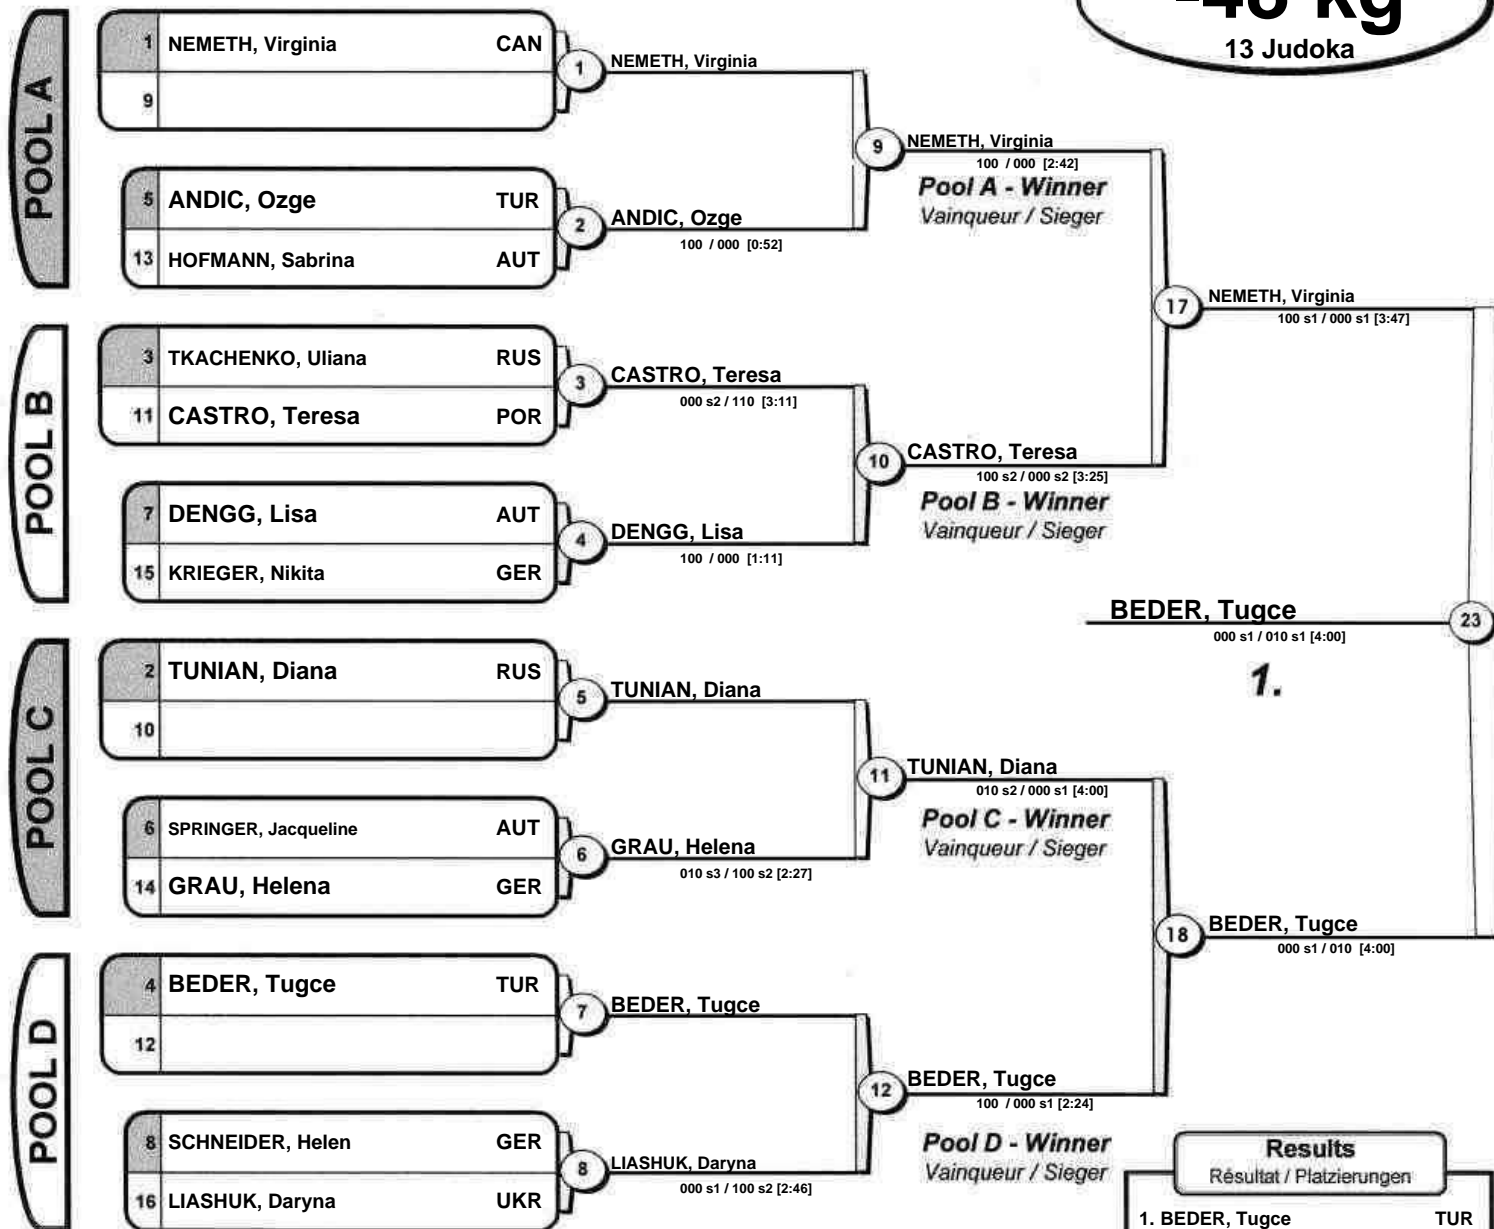 -48 kg
13 Judoka
POOL A
1 NEMETH, Virginia CAN
9
5 ANDIC, Ozge TUR
13 HOFMANN, Sabrina AUT
1 NEMETH, Virginia
2 ANDIC, Ozge
100 / 000 [0:52]
9 NEMETH, Virginia
100 / 000 [2:42]
Pool A - Winner
Vainqueur / Sieger
POOL B
3 TKACHENKO, Uliana RUS
11 CASTRO, Teresa POR
7 DENGG, Lisa AUT
15 KRIEGER, Nikita GER
3 CASTRO, Teresa
000 s2 / 110 [3:11]
4 DENGG, Lisa
100 / 000 [1:11]
10 CASTRO, Teresa
100 s2 / 000 s2 [3:25]
Pool B - Winner
Vainqueur / Sieger
17 NEMETH, Virginia
100 s1 / 000 s1 [3:47]
BEDER, Tugce 23
000 s1 / 010 s1 [4:00]
1.
POOL C
2 TUNIAN, Diana RUS
10
6 SPRINGER, Jacqueline AUT
14 GRAU, Helena GER
5 TUNIAN, Diana
6 GRAU, Helena
010 s3 / 100 s2 [2:27]
11 TUNIAN, Diana
010 s2 / 000 s1 [4:00]
Pool C - Winner
Vainqueur / Sieger
18 BEDER, Tugce
000 s1 / 010 [4:00]
POOL D
4 BEDER, Tugce TUR
12
8 SCHNEIDER, Helen GER
16 LIASHUK, Daryna UKR
7 BEDER, Tugce
8 LIASHUK, Daryna
000 s1 / 100 s2 [2:46]
12 BEDER, Tugce
100 / 000 s1 [2:24]
Pool D - Winner
Vainqueur / Sieger
Results
Résultat / Platzierungen
1. BEDER, Tugce TUR